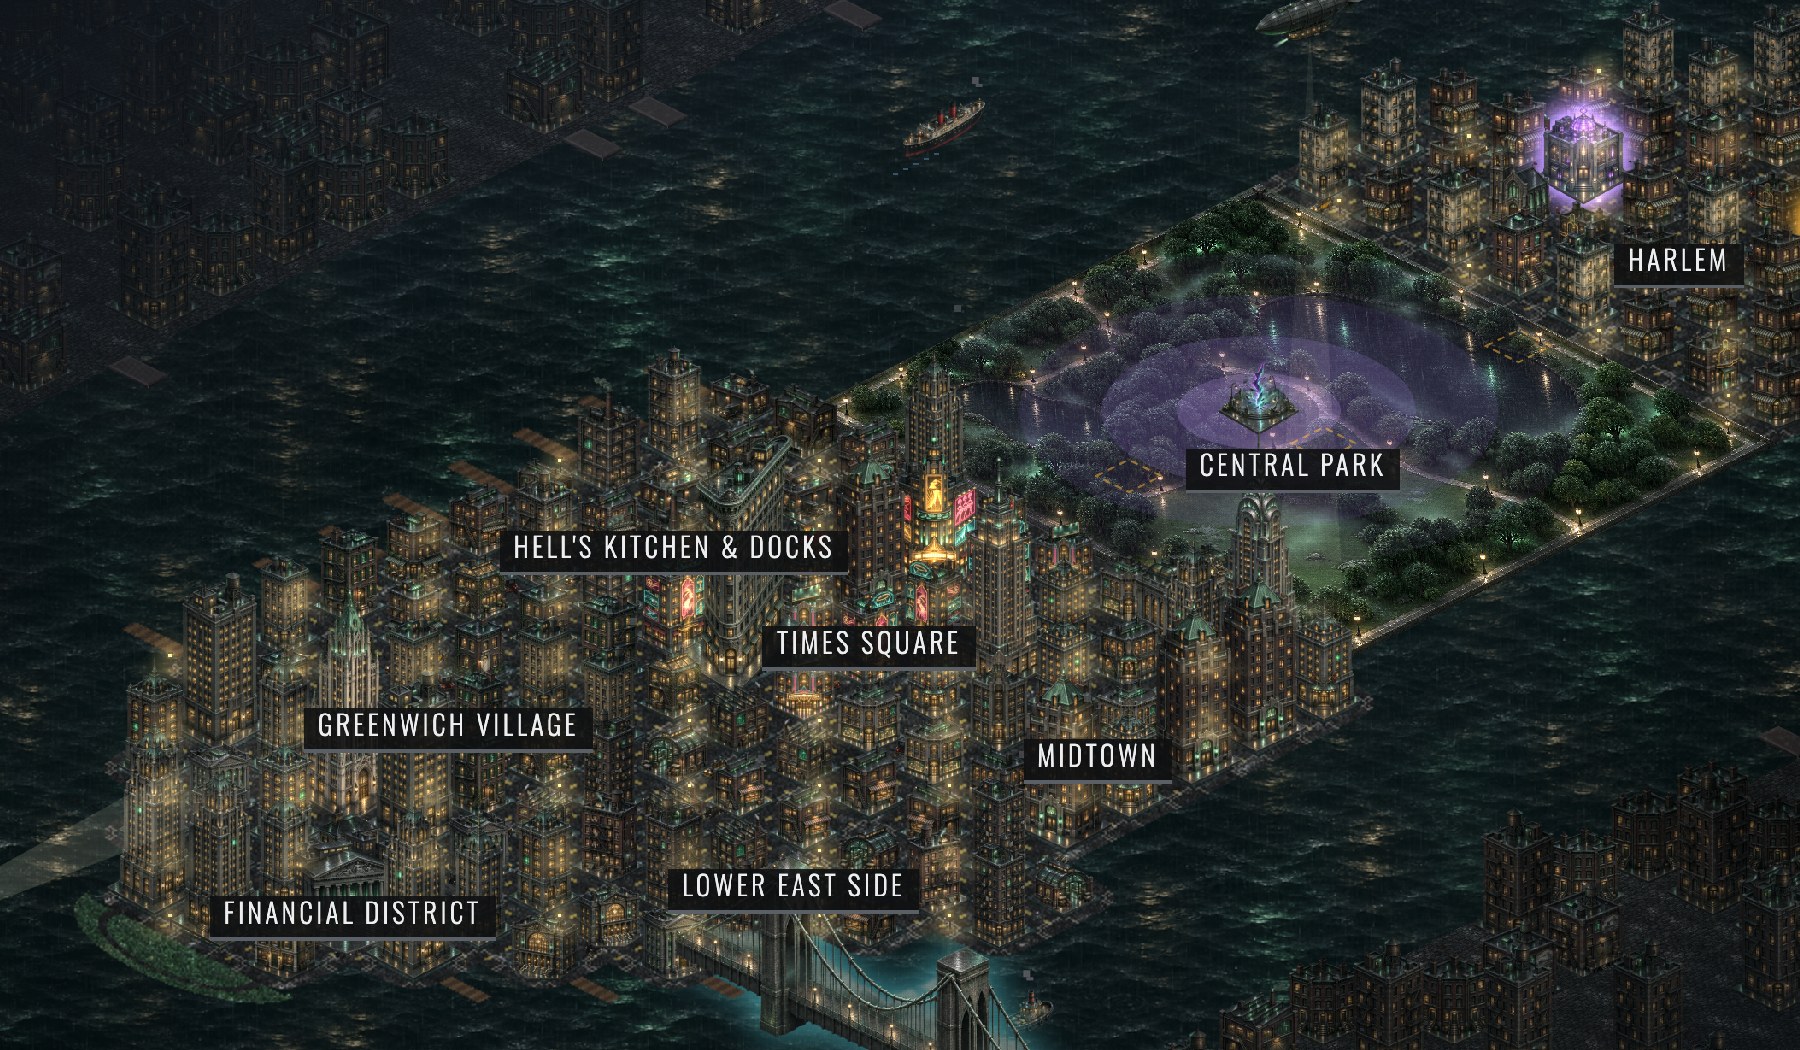 HARLEM
CENTRAL PARK
HELL'S KITCHEN & DOCKS
TIMES SQUARE
GREENWICH VILLAGE
MIDTOWN
LOWER EAST SIDE
FINANCIAL DISTRICT